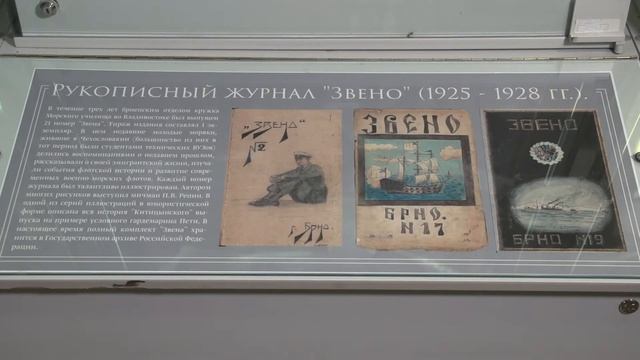 РУКОПИСНЫЙ ЖУРНАЛ "ЗВЕНО" (1925 - 1928 гг.).
В течение трех лет брненским отделом кружка
Морского училища во Владивостоке был выпущен
21 номер "Звена". Тираж издания составлял 1 эк-
земпляр. В нем недавние молодые моряки,
жившие в Чехословакии (большинство из них в
тот период были студентами технических ВУЗов)
делились воспоминаниями о недавнем прошлом,
рассказывали о своей эмигрантской жизни, изуча-
ли события флотской истории и развитие совре-
менных военно-морских флотов. Каждый номер
журнала был талантливо иллюстрирован. Автором
многих рисунков выступил мичман П.В. Репин. В
одной из серий иллюстраций в юмористической
форме описана вся история "Китицынского" вы-
пуска на примере условного гардемарина Пети. В
настоящее время полный комплект "Звена" хра-
нится в Государственном архиве Российской Феде-
рации.
„ЗВЕНО"
№2
г. Брно.
ЗВЕНО
БРНО.
N 17
ЗВЕНО
БРНО N19